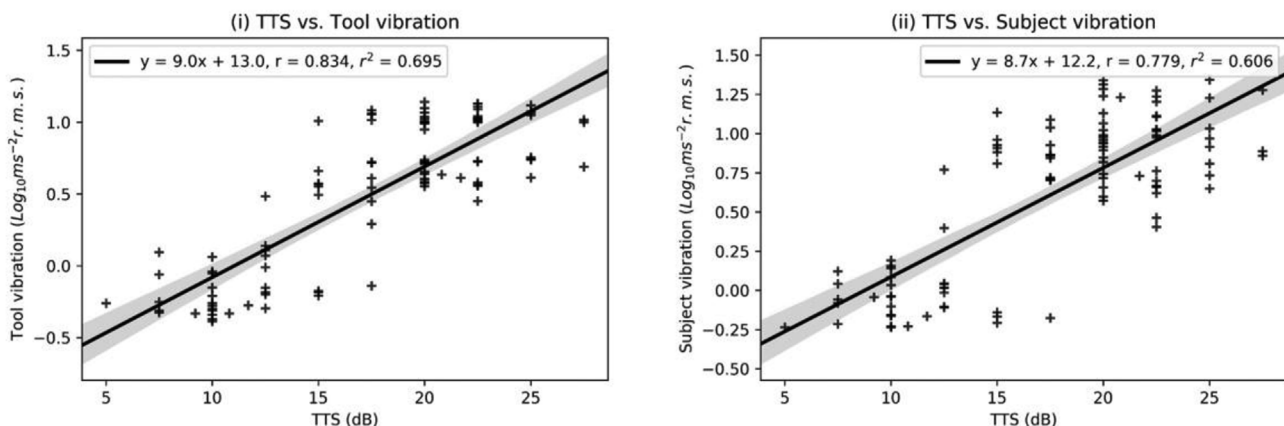 (i) TTS vs. Tool vibration
y = 9.0x + 13.0, r = 0.834, r² = 0.695
Tool vibration (Log₁₀ms⁻²r.m.s.)
1.5
1.0
0.5
0.0
−0.5
5 10 15 20 25
TTS (dB)
(ii) TTS vs. Subject vibration
y = 8.7x + 12.2, r = 0.779, r² = 0.606
Subject vibration (Log₁₀ms⁻²r.m.s.)
1.50
1.25
1.00
0.75
0.50
0.25
0.00
−0.25
−0.50
5 10 15 20 25
TTS (dB)